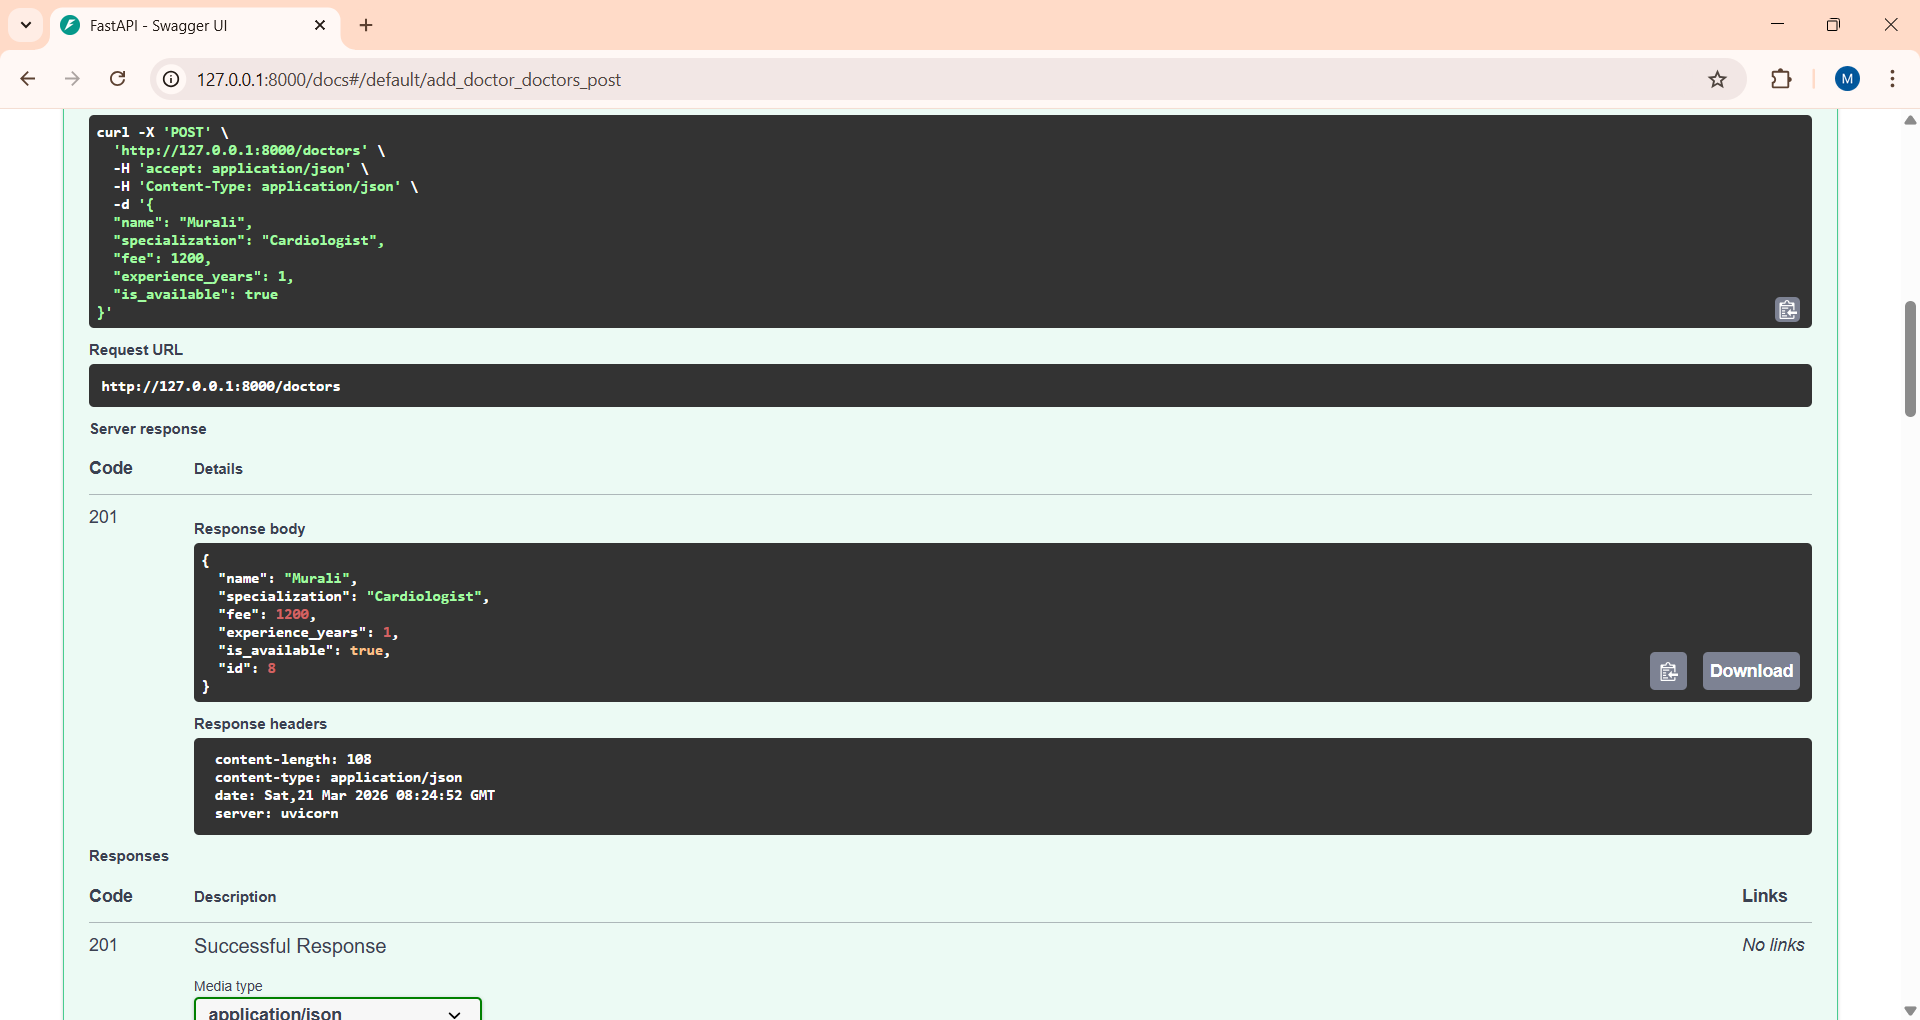 FastAPI - Swagger UI
127.0.0.1:8000/docs#/default/add_doctor_doctors_post
M
curl -X 'POST' \
'http://127.0.0.1:8000/doctors' \
-H 'accept: application/json' \
-H 'Content-Type: application/json' \
-d '{
"name": "Murali",
"specialization": "Cardiologist",
"fee": 1200,
"experience_years": 1,
"is_available": true
}'
Request URL
http://127.0.0.1:8000/doctors
Server response
Code Details
201
Response body
{
"name": "Murali",
"specialization": "Cardiologist",
"fee": 1200,
"experience_years": 1,
"is_available": true,
"id": 8
}
Download
Response headers
content-length: 108
content-type: application/json
date: Sat,21 Mar 2026 08:24:52 GMT
server: uvicorn
Responses
Code Description Links
201 Successful Response No links
Media type
application/json